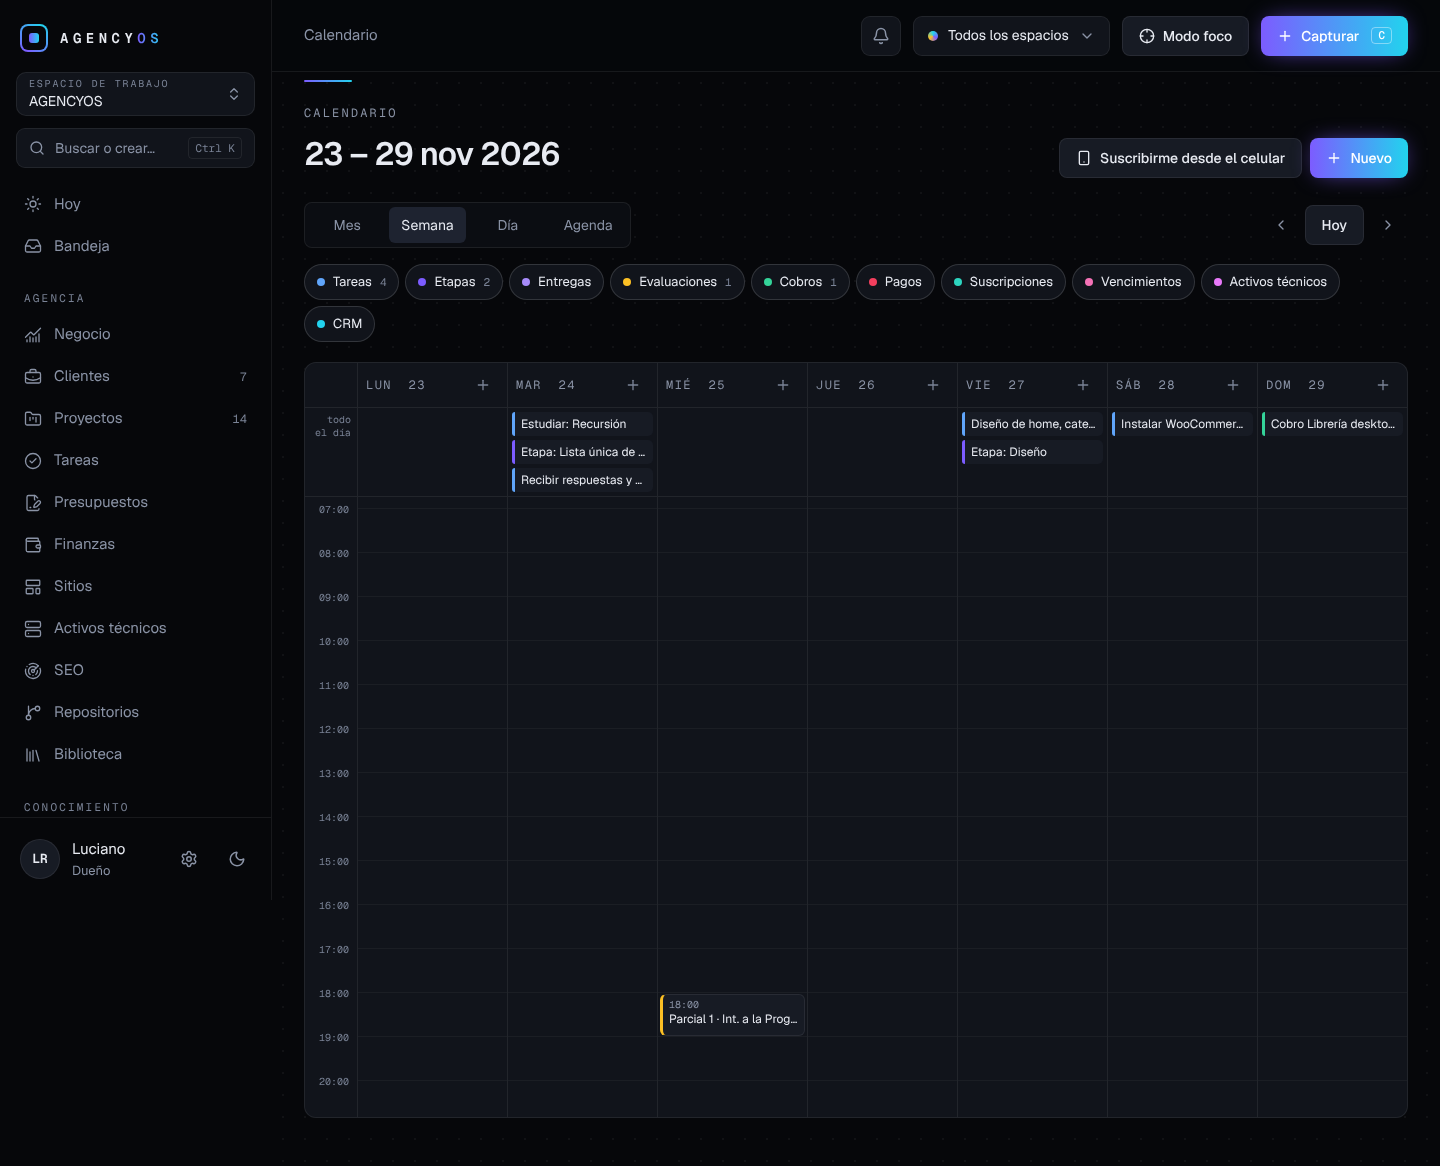 AGENCYOS
ESPACIO DE TRABAJO
AGENCYOS
Buscar o crear... Ctrl K
Hoy
Bandeja
AGENCIA
Negocio
Clientes 7
Proyectos 14
Tareas
Presupuestos
Finanzas
Sitios
Activos técnicos
SEO
Repositorios
Biblioteca
CONOCIMIENTO
LR
Luciano
Dueño
Calendario
Todos los espacios
Modo foco
+ Capturar C
CALENDARIO
23 – 29 nov 2026
Suscribirme desde el celular
+ Nuevo
Mes Semana Día Agenda
Hoy
Tareas 4 Etapas 2 Entregas Evaluaciones 1 Cobros 1 Pagos Suscripciones Vencimientos Activos técnicos
CRM
LUN 23 + MAR 24 + MIÉ 25 + JUE 26 + VIE 27 + SÁB 28 + DOM 29 +
todo
el día
Estudiar: Recursión
Etapa: Lista única de ...
Recibir respuestas y ...
Diseño de home, cate...
Etapa: Diseño
Instalar WooCommer...
Cobro Librería deskto...
07:00
08:00
09:00
10:00
11:00
12:00
13:00
14:00
15:00
16:00
17:00
18:00
18:00
Parcial 1 · Int. a la Prog...
19:00
20:00